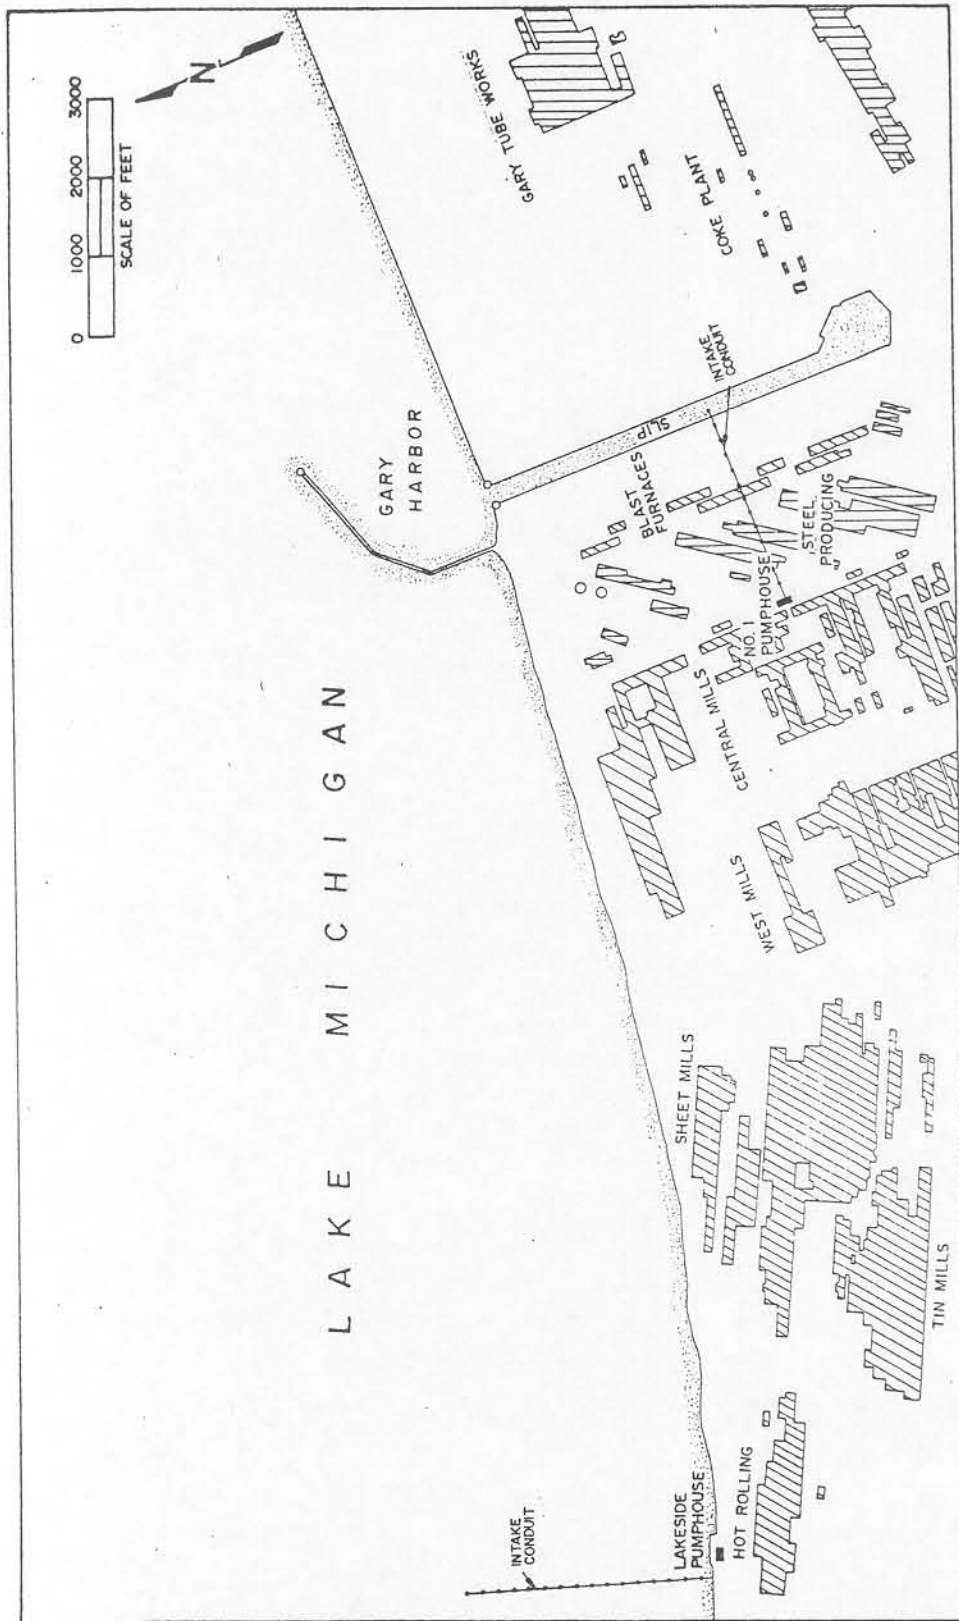 N
0 1000 2000 3000
SCALE OF FEET
LAKE MICHIGAN
GARY
HARBOR
GARY TUBE WORKS
COKE PLANT
SLIP
INTAKE
CONDUIT
BLAST
FURNACES
STEEL
PRODUCING
NO. 1
PUMPHOUSE
CENTRAL MILLS
WEST MILLS
SHEET MILLS
TIN MILLS
HOT ROLLING
LAKESIDE
PUMPHOUSE
INTAKE
CONDUIT